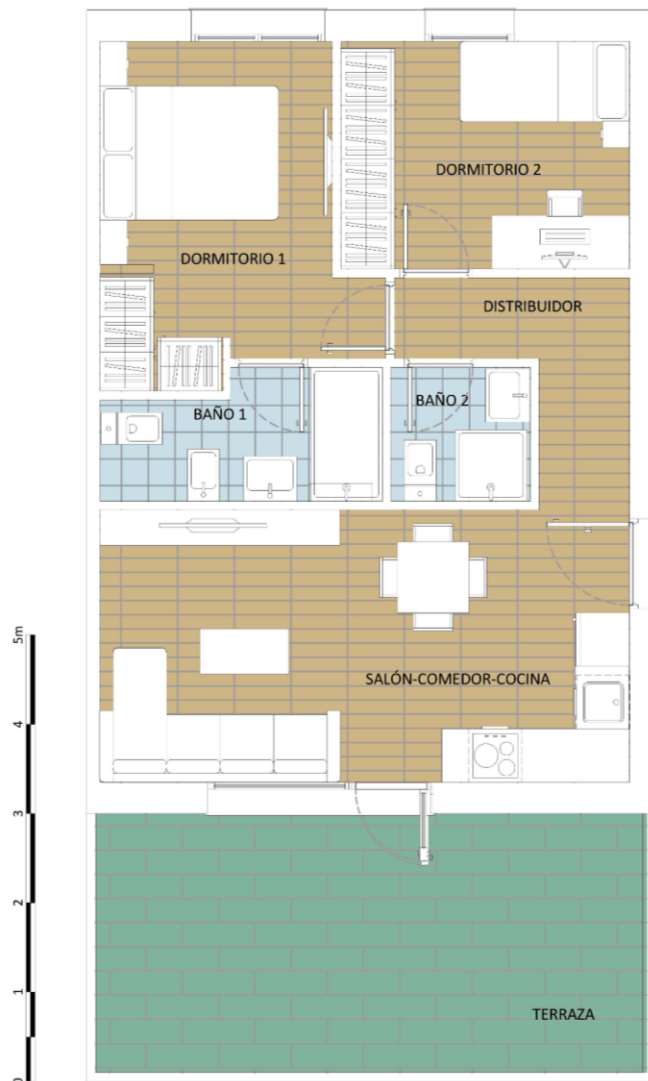 DORMITORIO 2
DORMITORIO 1
DISTRIBUIDOR
BAÑO 1
BAÑO 2
SALÓN-COMEDOR-COCINA
TERRAZA
5m
4
3
2
1
0